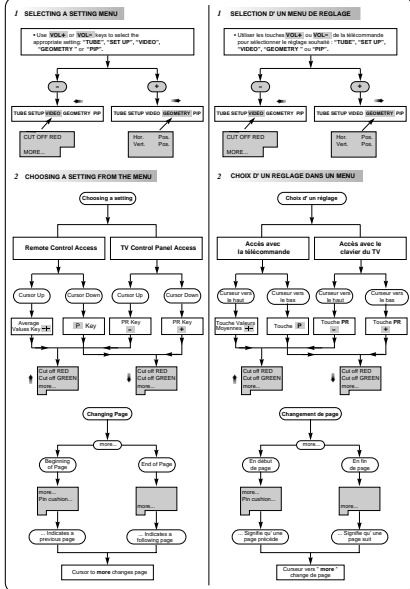 1 SELECTING A SETTING MENU
• Use VOL+ or VOL- keys to select the
appropriate setting: "TUBE", "SET UP", "VIDEO",
"GEOMETRY" or "PIP".
- +
TUBE SETUP VIDEO GEOMETRY PIP
TUBE SETUP VIDEO GEOMETRY PIP
CUT OFF RED
MORE...
Hor. Pos.
Vert. Pos.
2 CHOOSING A SETTING FROM THE MENU
Choosing a setting
Remote Control Access
TV Control Panel Access
Cursor Up
Cursor Down
Cursor Up
Cursor Down
Average
Values Key
P Key
PR Key
-
PR Key
+
Cut off RED
Cut off GREEN
more...
Cut off RED
Cut off GREEN
more...
Changing Page
more...
Beginning
of Page
End of Page
more...
Pin cushion...
more...
... Indicates a
previous page
... Indicates a
following page
Cursor to more changes page
1 SELECTION D' UN MENU DE REGLAGE
• Utiliser les touches VOL+ ou VOL- de la télécommande
pour sélectionner le réglage souhaité : "TUBE", "SET UP",
"VIDEO", "GEOMETRY " ou "PIP".
- +
TUBE SETUP VIDEO GEOMETRY PIP
TUBE SETUP VIDEO GEOMETRY PIP
CUT OFF RED
MORE...
Hor. Pos.
Vert. Pos.
2 CHOIX D' UN REGLAGE DANS UN MENU
Choix d' un réglage
Accès avec
la télécommande
Accès avec le
clavier du TV
Curseur vers
le haut
Curseur vers
le bas
Curseur vers
le haut
Curseur vers
le bas
Touche Valeurs
Moyennes
Touche P
Touche PR
-
Touche PR
+
Cut off RED
Cut off GREEN
more...
Cut off RED
Cut off GREEN
more...
Changement de page
more...
En début
de page
En fin
de page
more...
Pin cushion...
more...
... Signifie qu' une
page précède
... Signifie qu' une
page suit
Curseur vers " more "
change de page